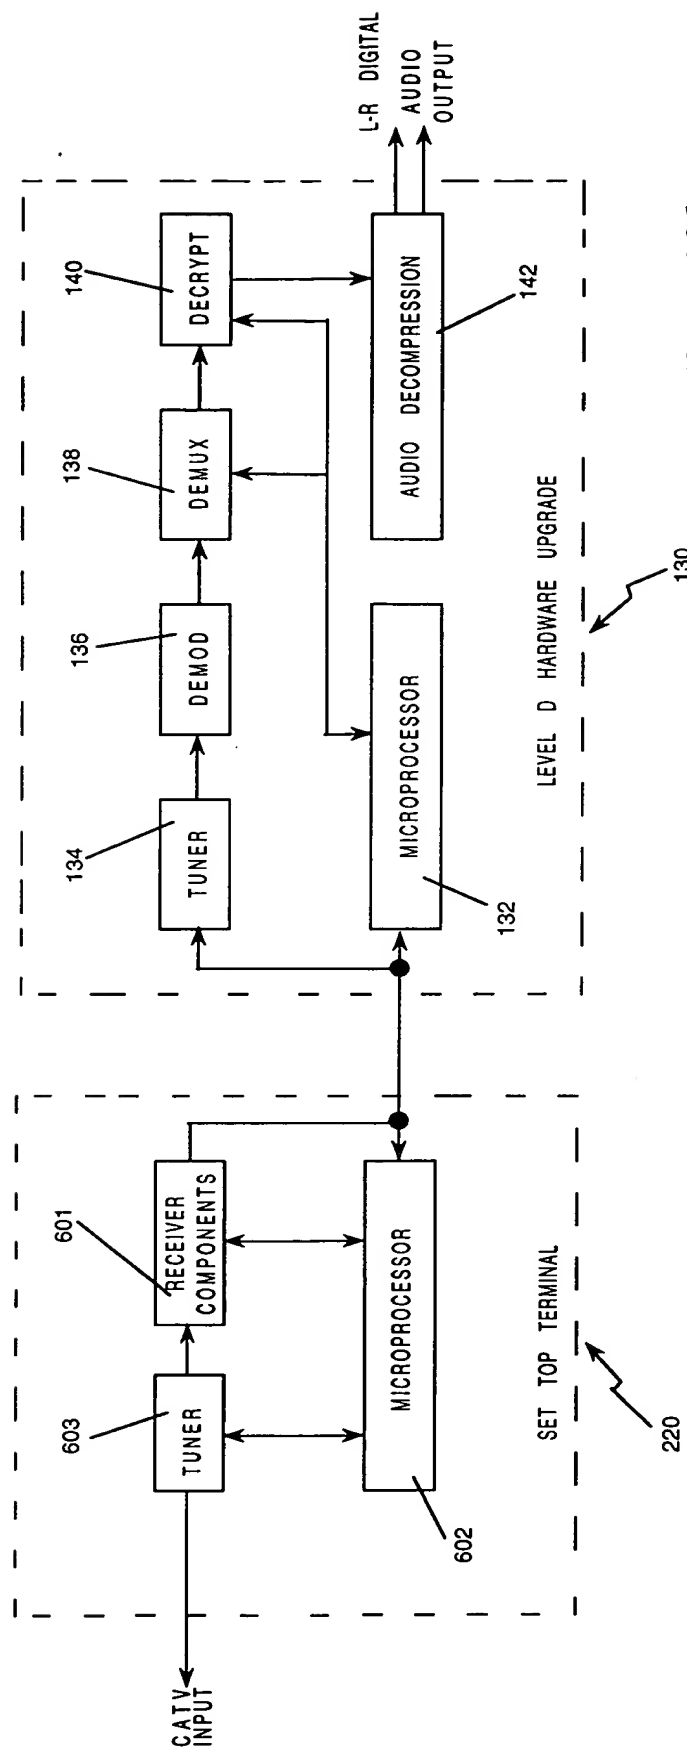 CATV
INPUT
603
TUNER
601
RECEIVER
COMPONENTS
MICROPROCESSOR
602
SET TOP TERMINAL
220
134
TUNER
136
DEMOD
138
DEMUX
140
DECRYPT
MICROPROCESSOR
132
AUDIO DECOMPRESSION
142
L-R DIGITAL
AUDIO
OUTPUT
LEVEL D HARDWARE UPGRADE
130